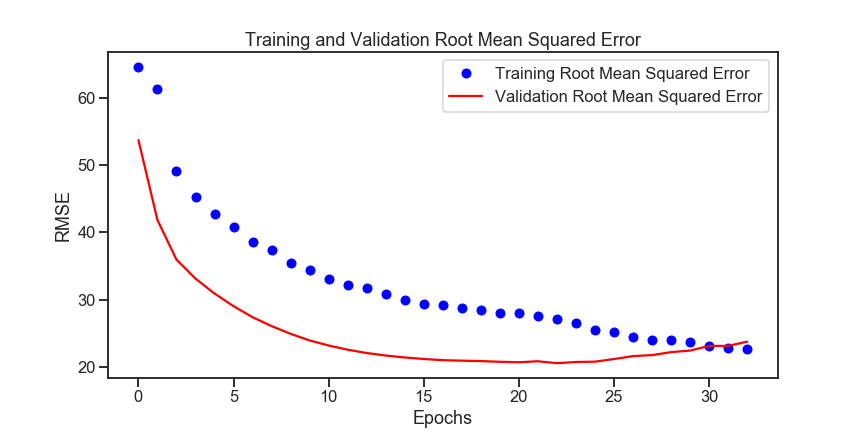 Training and Validation Root Mean Squared Error
Training Root Mean Squared Error
Validation Root Mean Squared Error
RMSE
60
50
40
30
20
0 5 10 15 20 25 30
Epochs